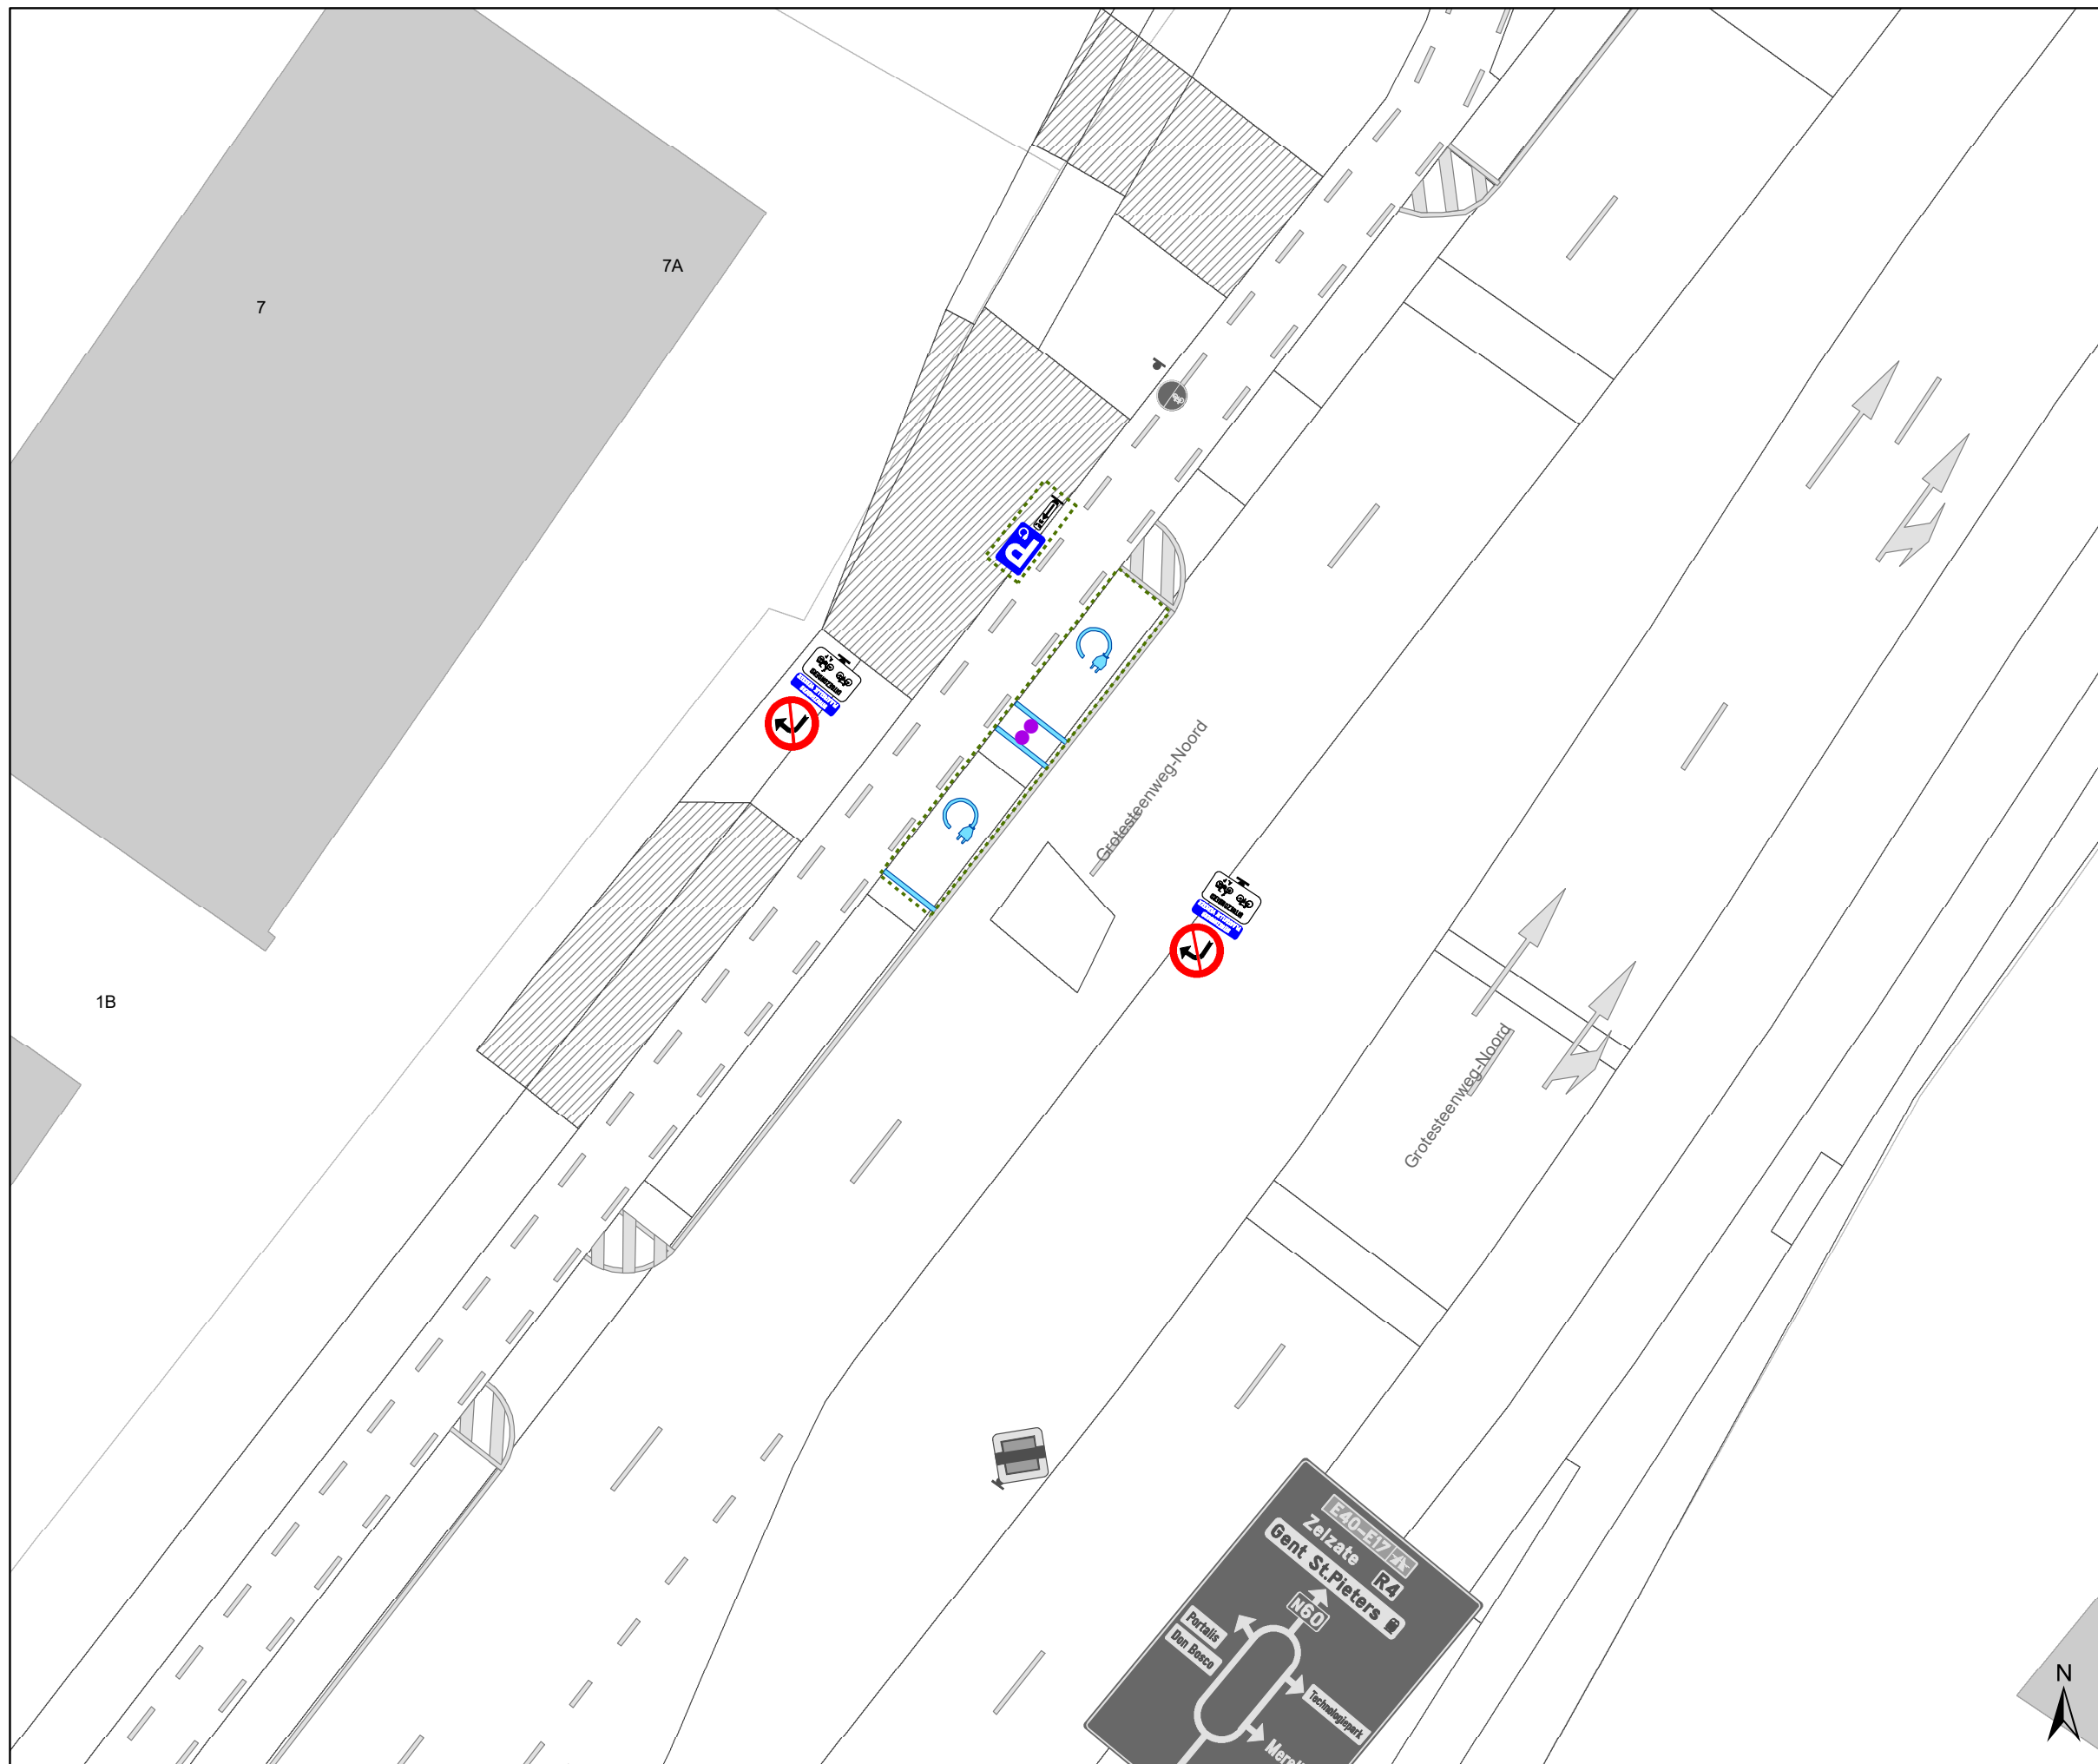 7A
7
1B
Grotesteenweg-Noord
Grotesteenweg-Noord
E40-E17
Zelzate
R4
Gent St.Pieters
N60
Portalis
Don Bosco
Technologiepark
N